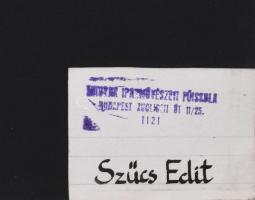 MAGYAR IPARMŰVÉSZETI FŐISKOLA
BUDAPEST ZUGLIGETI ÚT 11/25.
1121
Szűcs Edit